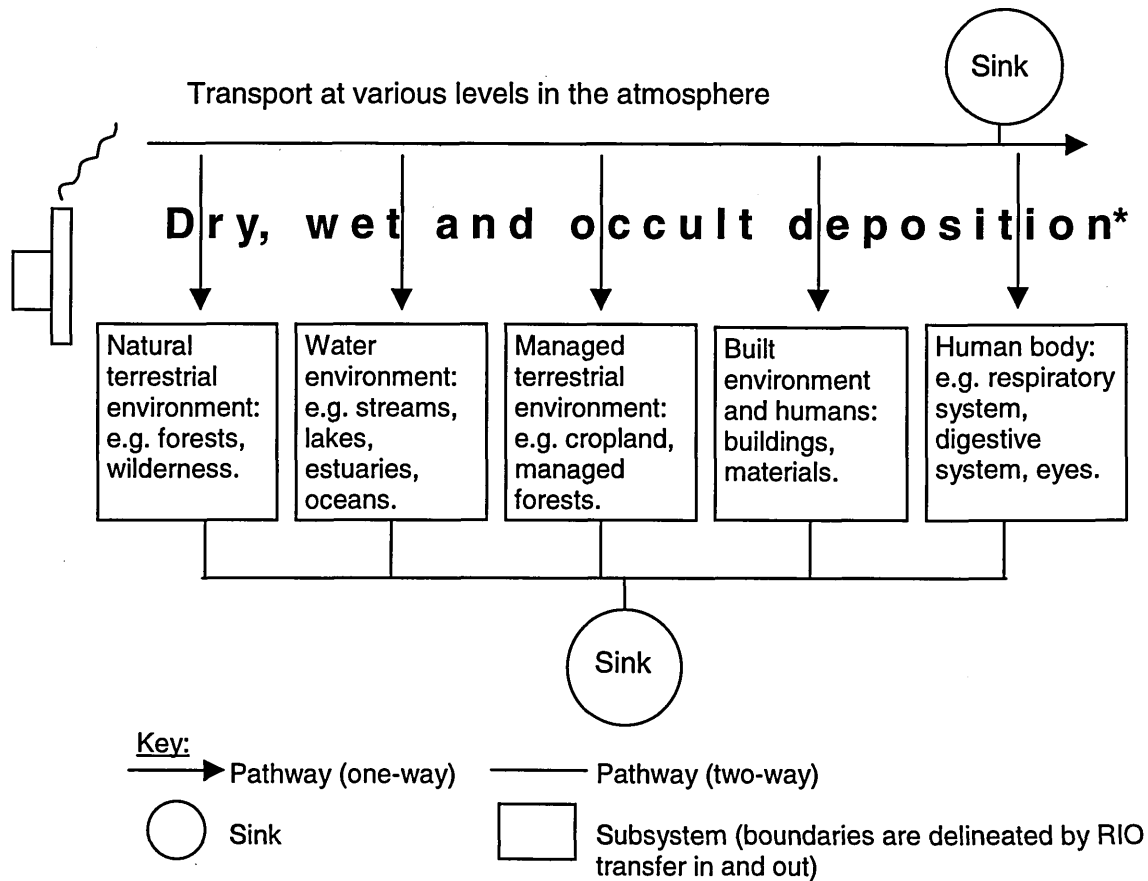 Sink
Transport at various levels in the atmosphere
Dry, wet and occult deposition*
Natural
terrestrial
environment:
e.g. forests,
wilderness.
Water
environment:
e.g. streams,
lakes,
estuaries,
oceans.
Managed
terrestrial
environment:
e.g. cropland,
managed
forests.
Built
environment
and humans:
buildings,
materials.
Human body:
e.g. respiratory
system,
digestive
system, eyes.
Sink
Key:
Pathway (one-way)
Pathway (two-way)
Sink
Subsystem (boundaries are delineated by RIO
transfer in and out)